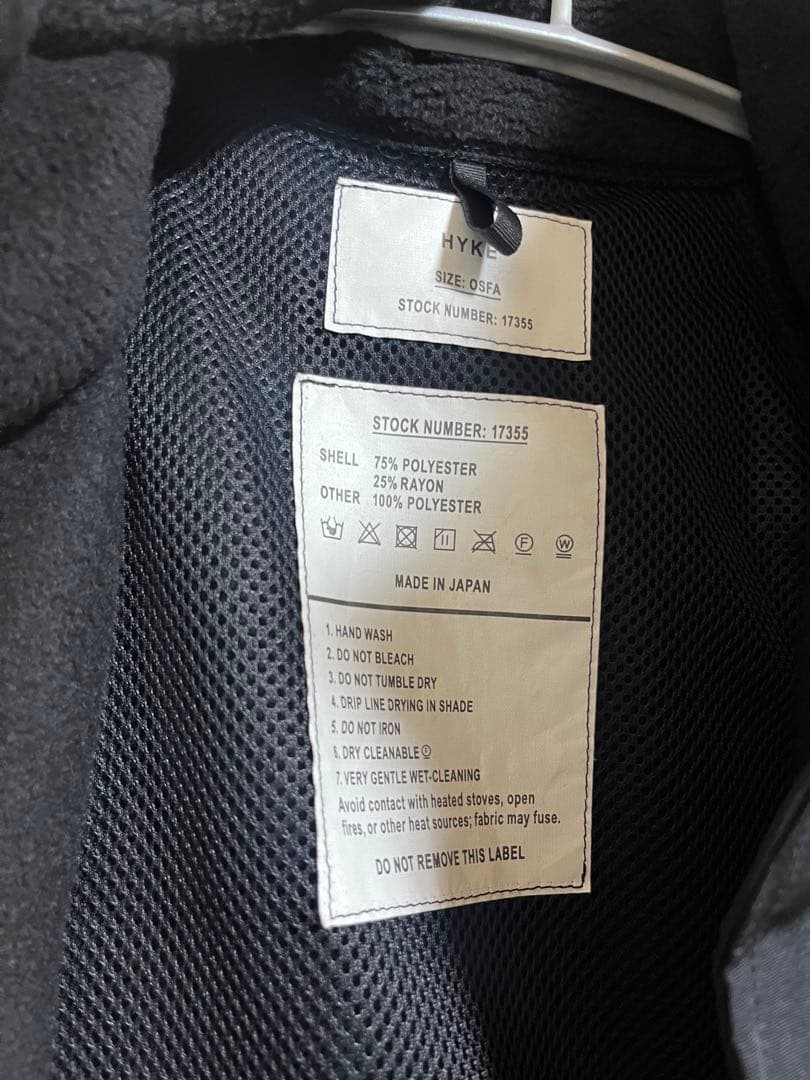 HYKE
SIZE: OSFA
STOCK NUMBER: 17355
STOCK NUMBER: 17355
SHELL 75% POLYESTER
25% RAYON
OTHER 100% POLYESTER
F W
MADE IN JAPAN
1. HAND WASH
2. DO NOT BLEACH
3. DO NOT TUMBLE DRY
4. DRIP LINE DRYING IN SHADE
5. DO NOT IRON
6. DRY CLEANABLE Ⓕ
7. VERY GENTLE WET-CLEANING
Avoid contact with heated stoves, open
fires, or other heat sources; fabric may fuse.
DO NOT REMOVE THIS LABEL